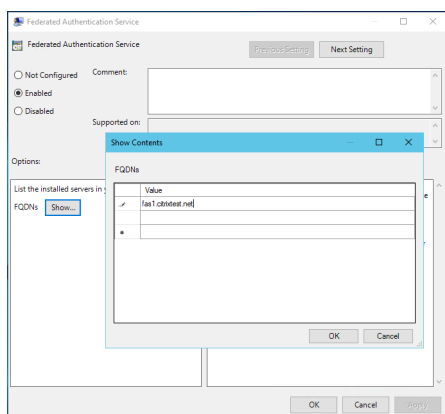 Federated Authentication Service
Federated Authentication Service
Previous Setting
Next Setting
Not Configured
Comment:
Enabled
Disabled
Supported on:
Options:
List the installed servers in
FQDNs
Show...
Show Contents
FQDNs
Value
fas1.citrixtest.net
OK
Cancel
OK
Cancel
Apply